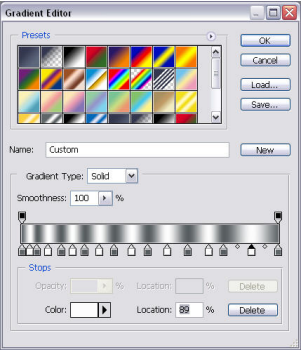 Gradient Editor
Presets
OK
Cancel
Load...
Save...
Name: Custom New
Gradient Type: Solid
Smoothness: 100 %
Stops
Opacity: % Location: % Delete
Color: Location: 89 % Delete